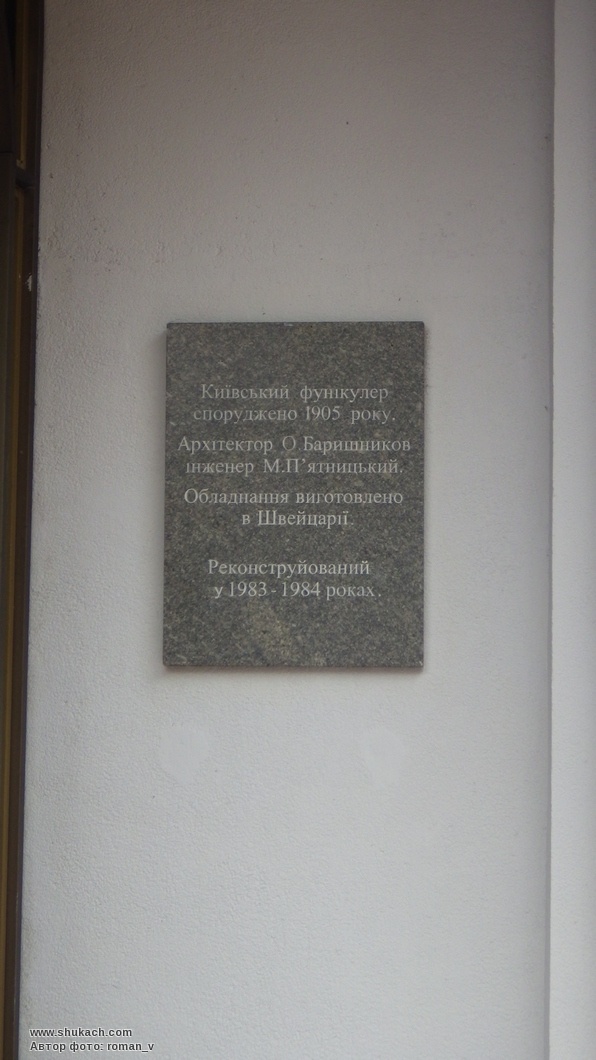 Київський фунікулер
споруджено 1905 року.
Архітектор О.Баришников
інженер М.П'ятницький.
Обладнання виготовлено
в Швейцарії.
Реконструйований
у 1983-1984 роках.
www.shukach.com
Автор фото: roman_v